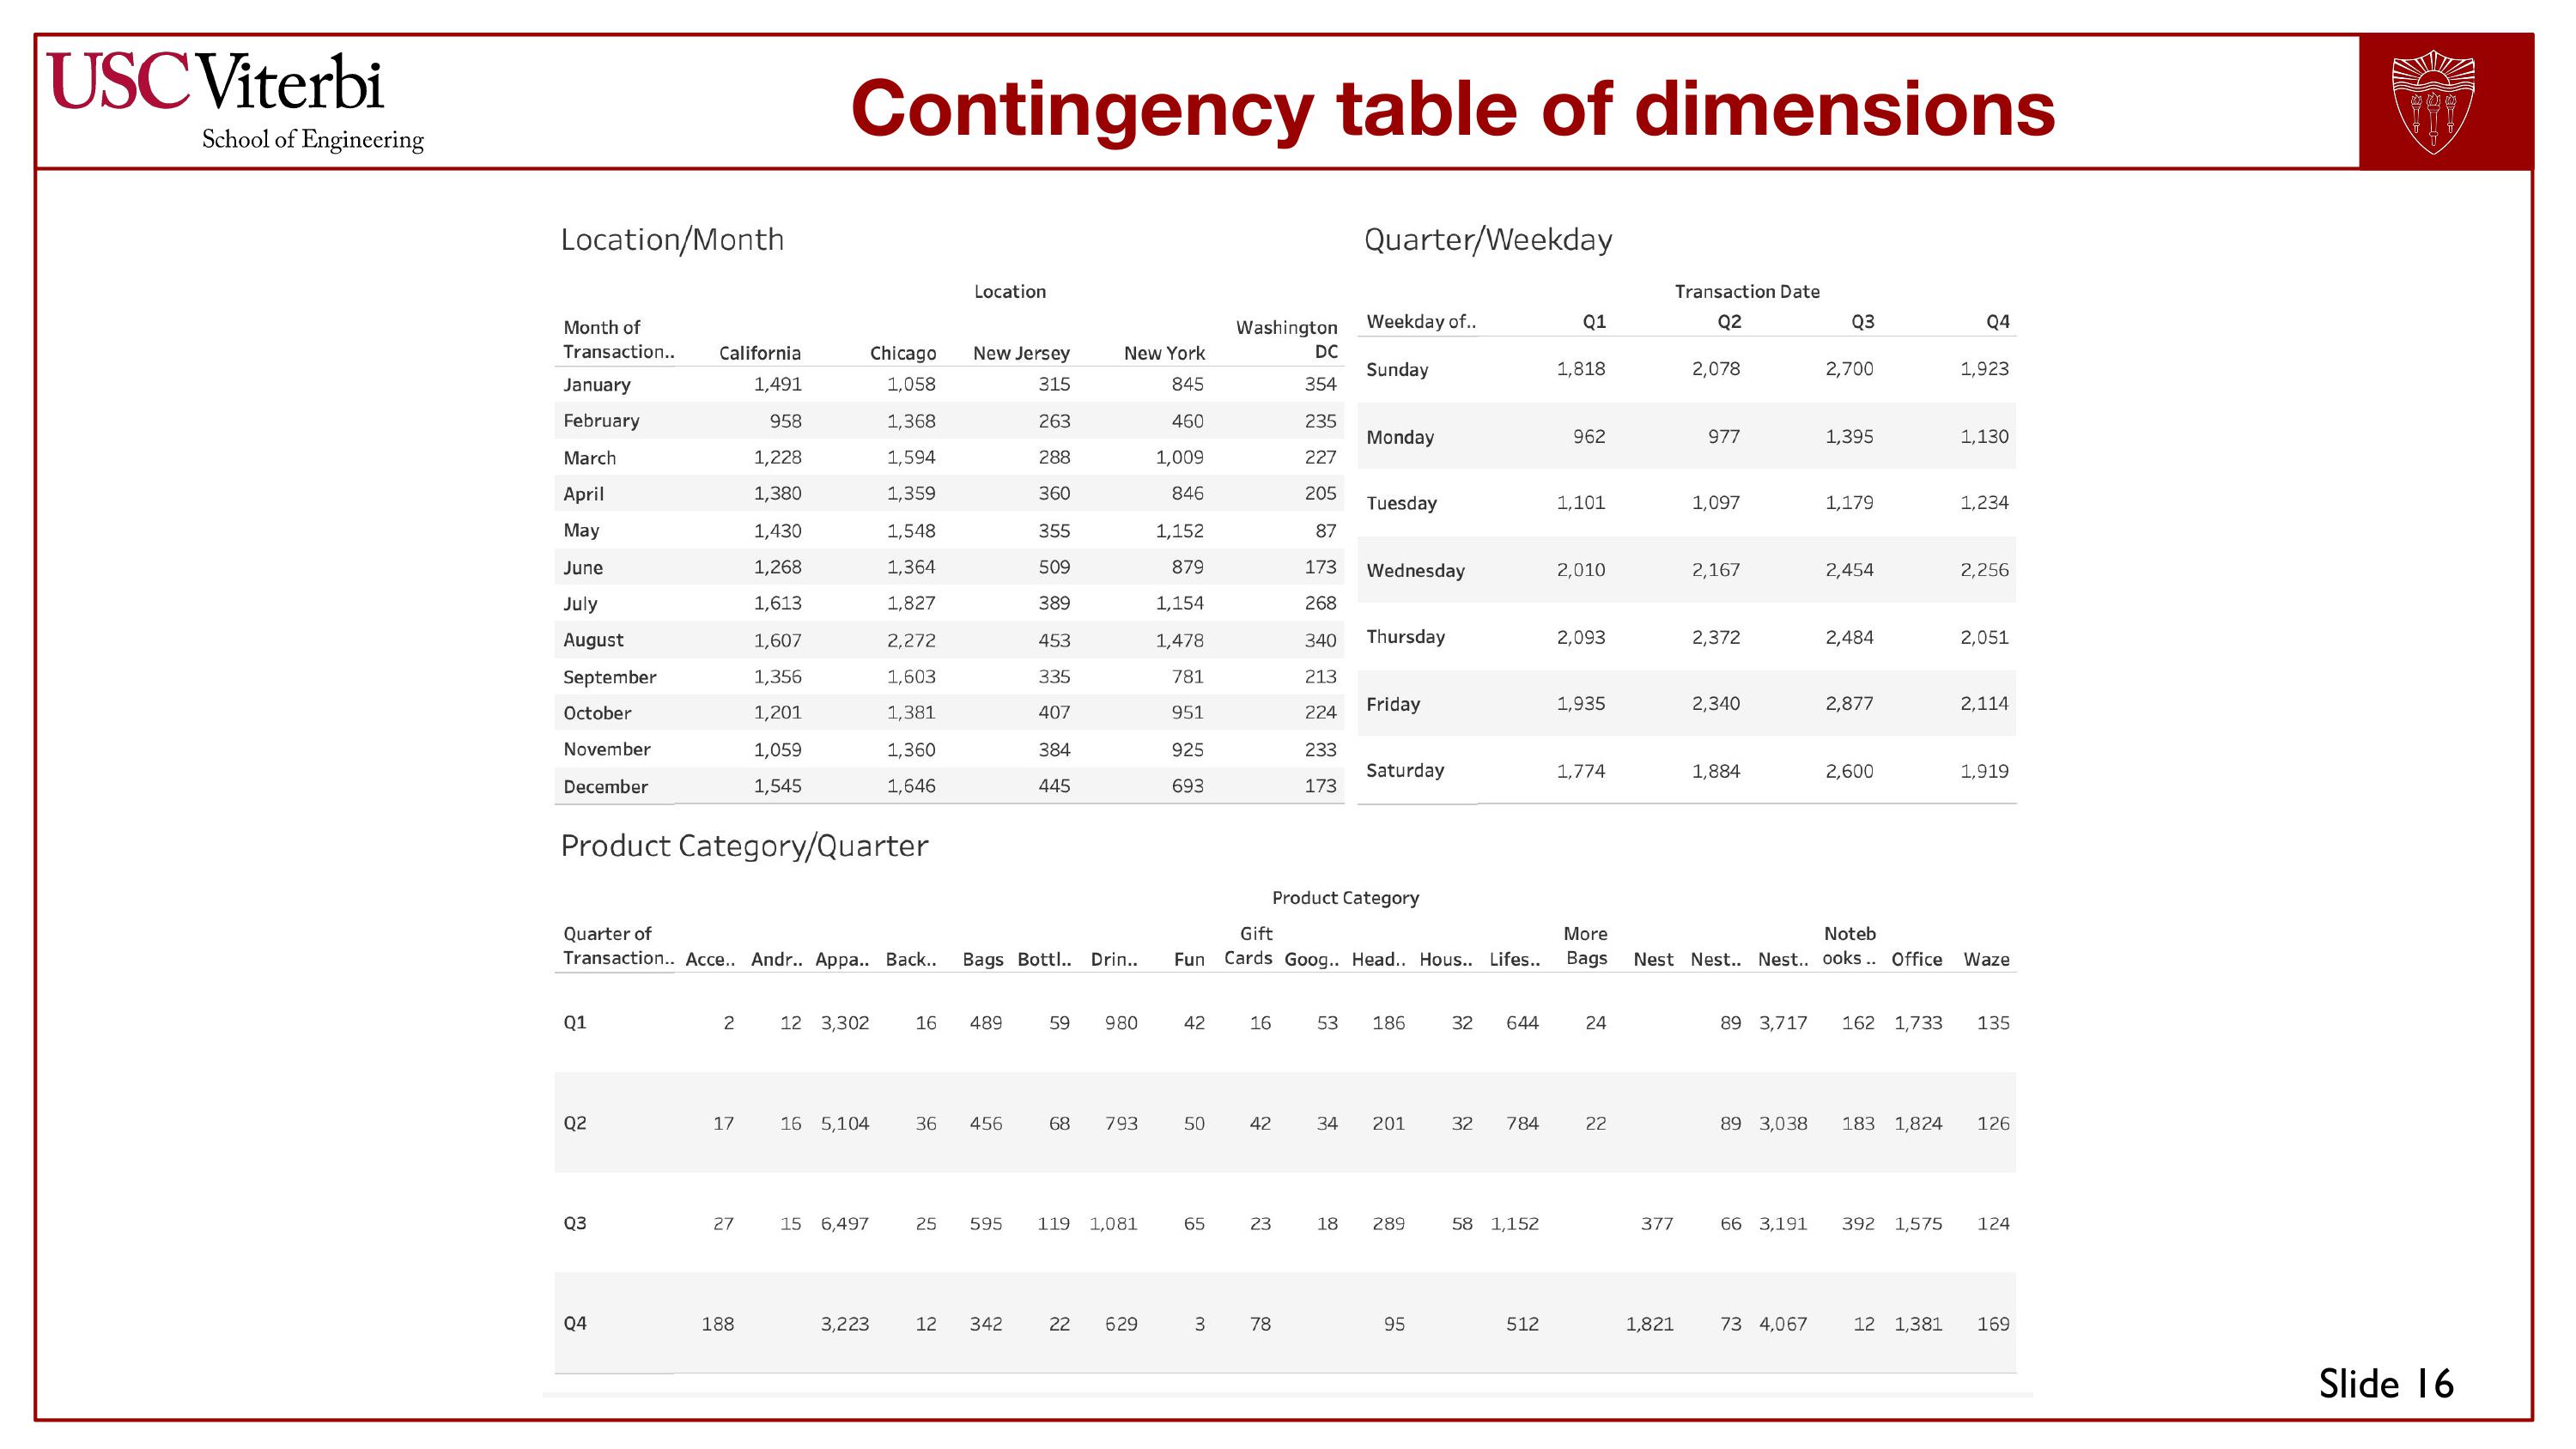 USC Viterbi
School of Engineering
Contingency table of dimensions
Location/Month
Location
Month of Transaction.. California Chicago New Jersey New York Washington DC
January 1,491 1,058 315 845 354
February 958 1,368 263 460 235
March 1,228 1,594 288 1,009 227
April 1,380 1,359 360 846 205
May 1,430 1,548 355 1,152 87
June 1,268 1,364 509 879 173
July 1,613 1,827 389 1,154 268
August 1,607 2,272 453 1,478 340
September 1,356 1,603 335 781 213
October 1,201 1,381 407 951 224
November 1,059 1,360 384 925 233
December 1,545 1,646 445 693 173
Quarter/Weekday
Transaction Date
Weekday of.. Q1 Q2 Q3 Q4
Sunday 1,818 2,078 2,700 1,923
Monday 962 977 1,395 1,130
Tuesday 1,101 1,097 1,179 1,234
Wednesday 2,010 2,167 2,454 2,256
Thursday 2,093 2,372 2,484 2,051
Friday 1,935 2,340 2,877 2,114
Saturday 1,774 1,884 2,600 1,919
Product Category/Quarter
Product Category
Quarter of Transaction.. Acce.. Andr.. Appa.. Back.. Bags Bottl.. Drin.. Fun Gift Cards Goog.. Head.. Hous.. Lifes.. More Bags Nest Nest.. Nest.. Noteb ooks .. Office Waze
Q1 2 12 3,302 16 489 59 980 42 16 53 186 32 644 24 89 3,717 162 1,733 135
Q2 17 16 5,104 36 456 68 793 50 42 34 201 32 784 22 89 3,038 183 1,824 126
Q3 27 15 6,497 25 595 119 1,081 65 23 18 289 58 1,152 377 66 3,191 392 1,575 124
Q4 188 3,223 12 342 22 629 3 78 95 512 1,821 73 4,067 12 1,381 169
Slide 16